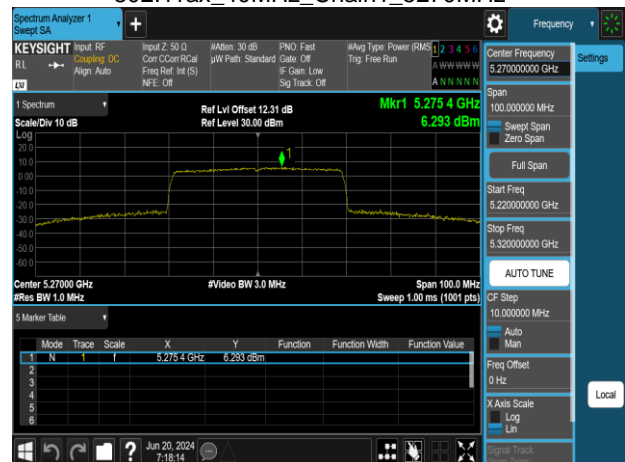 802.11ax_40MHz_Chain1_5270MHz
Spectrum Analyzer 1
Swept SA
Frequency
KEYSIGHT
RL
Input: RF
Coupling: DC
Align: Auto
Input Z: 50 Ω
Corr CCorr RCal
Freq Ref: Int (S)
NFE: Off
#Atten: 30 dB
µW Path: Standard
PNO: Fast
Gate: Off
IF Gain: Low
Sig Track: Off
#Avg Type: Power (RMS
Trig: Free Run
1 2 3 4 5 6
A WW WW W
A N N N N N
Center Frequency
5.270000000 GHz
Settings
Span
100.000000 MHz
Swept Span
Zero Span
Full Span
Start Freq
5.220000000 GHz
Stop Freq
5.320000000 GHz
AUTO TUNE
CF Step
10.000000 MHz
Auto
Man
Freq Offset
0 Hz
X Axis Scale
Log
Lin
Signal Track
Local
1 Spectrum
Scale/Div 10 dB
Log
Ref Lvl Offset 12.31 dB
Ref Level 30.00 dBm
Mkr1 5.275 4 GHz
6.293 dBm
20.0
10.0
0.00
-10.0
-20.0
-30.0
-40.0
-50.0
-60.0
1
Center 5.27000 GHz
#Res BW 1.0 MHz
#Video BW 3.0 MHz
Span 100.0 MHz
Sweep 1.00 ms (1001 pts)
5 Marker Table
Mode Trace Scale X Y Function Function Width Function Value
1 N 1 f 5.275 4 GHz 6.293 dBm
2
3
4
5
6
?
Jun 20, 2024
7:18:14